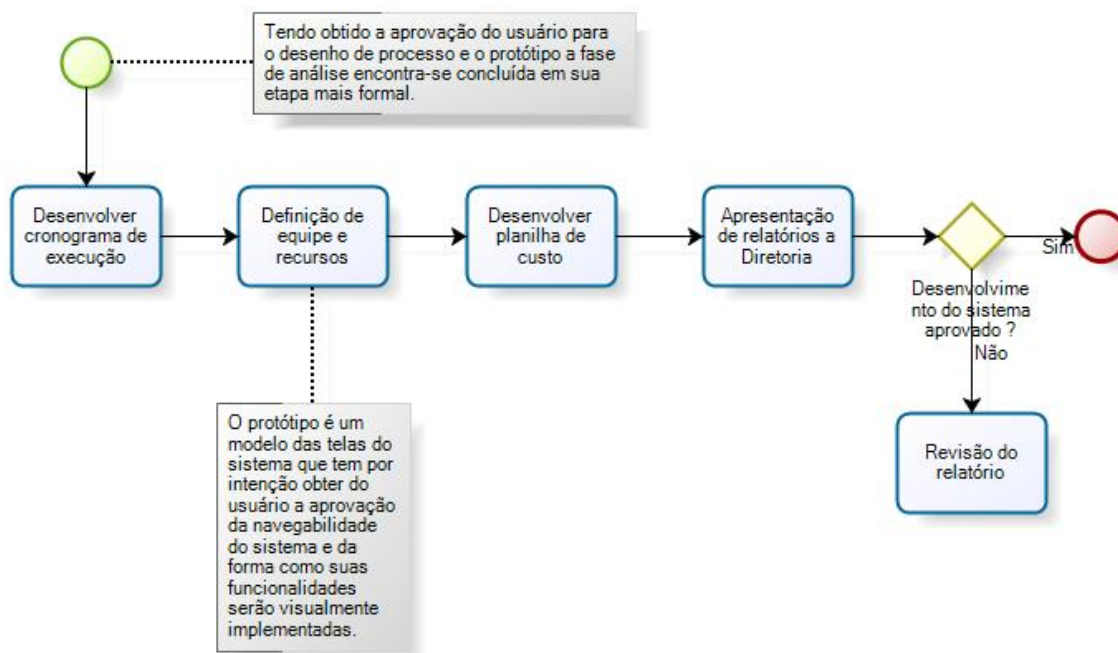 Tendo obtido a aprovação do usuário para
o desenho de processo e o protótipo a fase
de análise encontra-se concluída em sua
etapa mais formal.
Desenvolver
cronograma de
execução
Definição de
equipe e
recursos
Desenvolver
planilha de
custo
Apresentação
de relatórios a
Diretoria
Sim
Desenvolvime
nto do sistema
aprovado ?
Não
O protótipo é um
modelo das telas do
sistema que tem por
intenção obter do
usuário a aprovação
da navegabilidade
do sistema e da
forma como suas
funcionalidades
serão visualmente
implementadas.
Revisão do
relatório